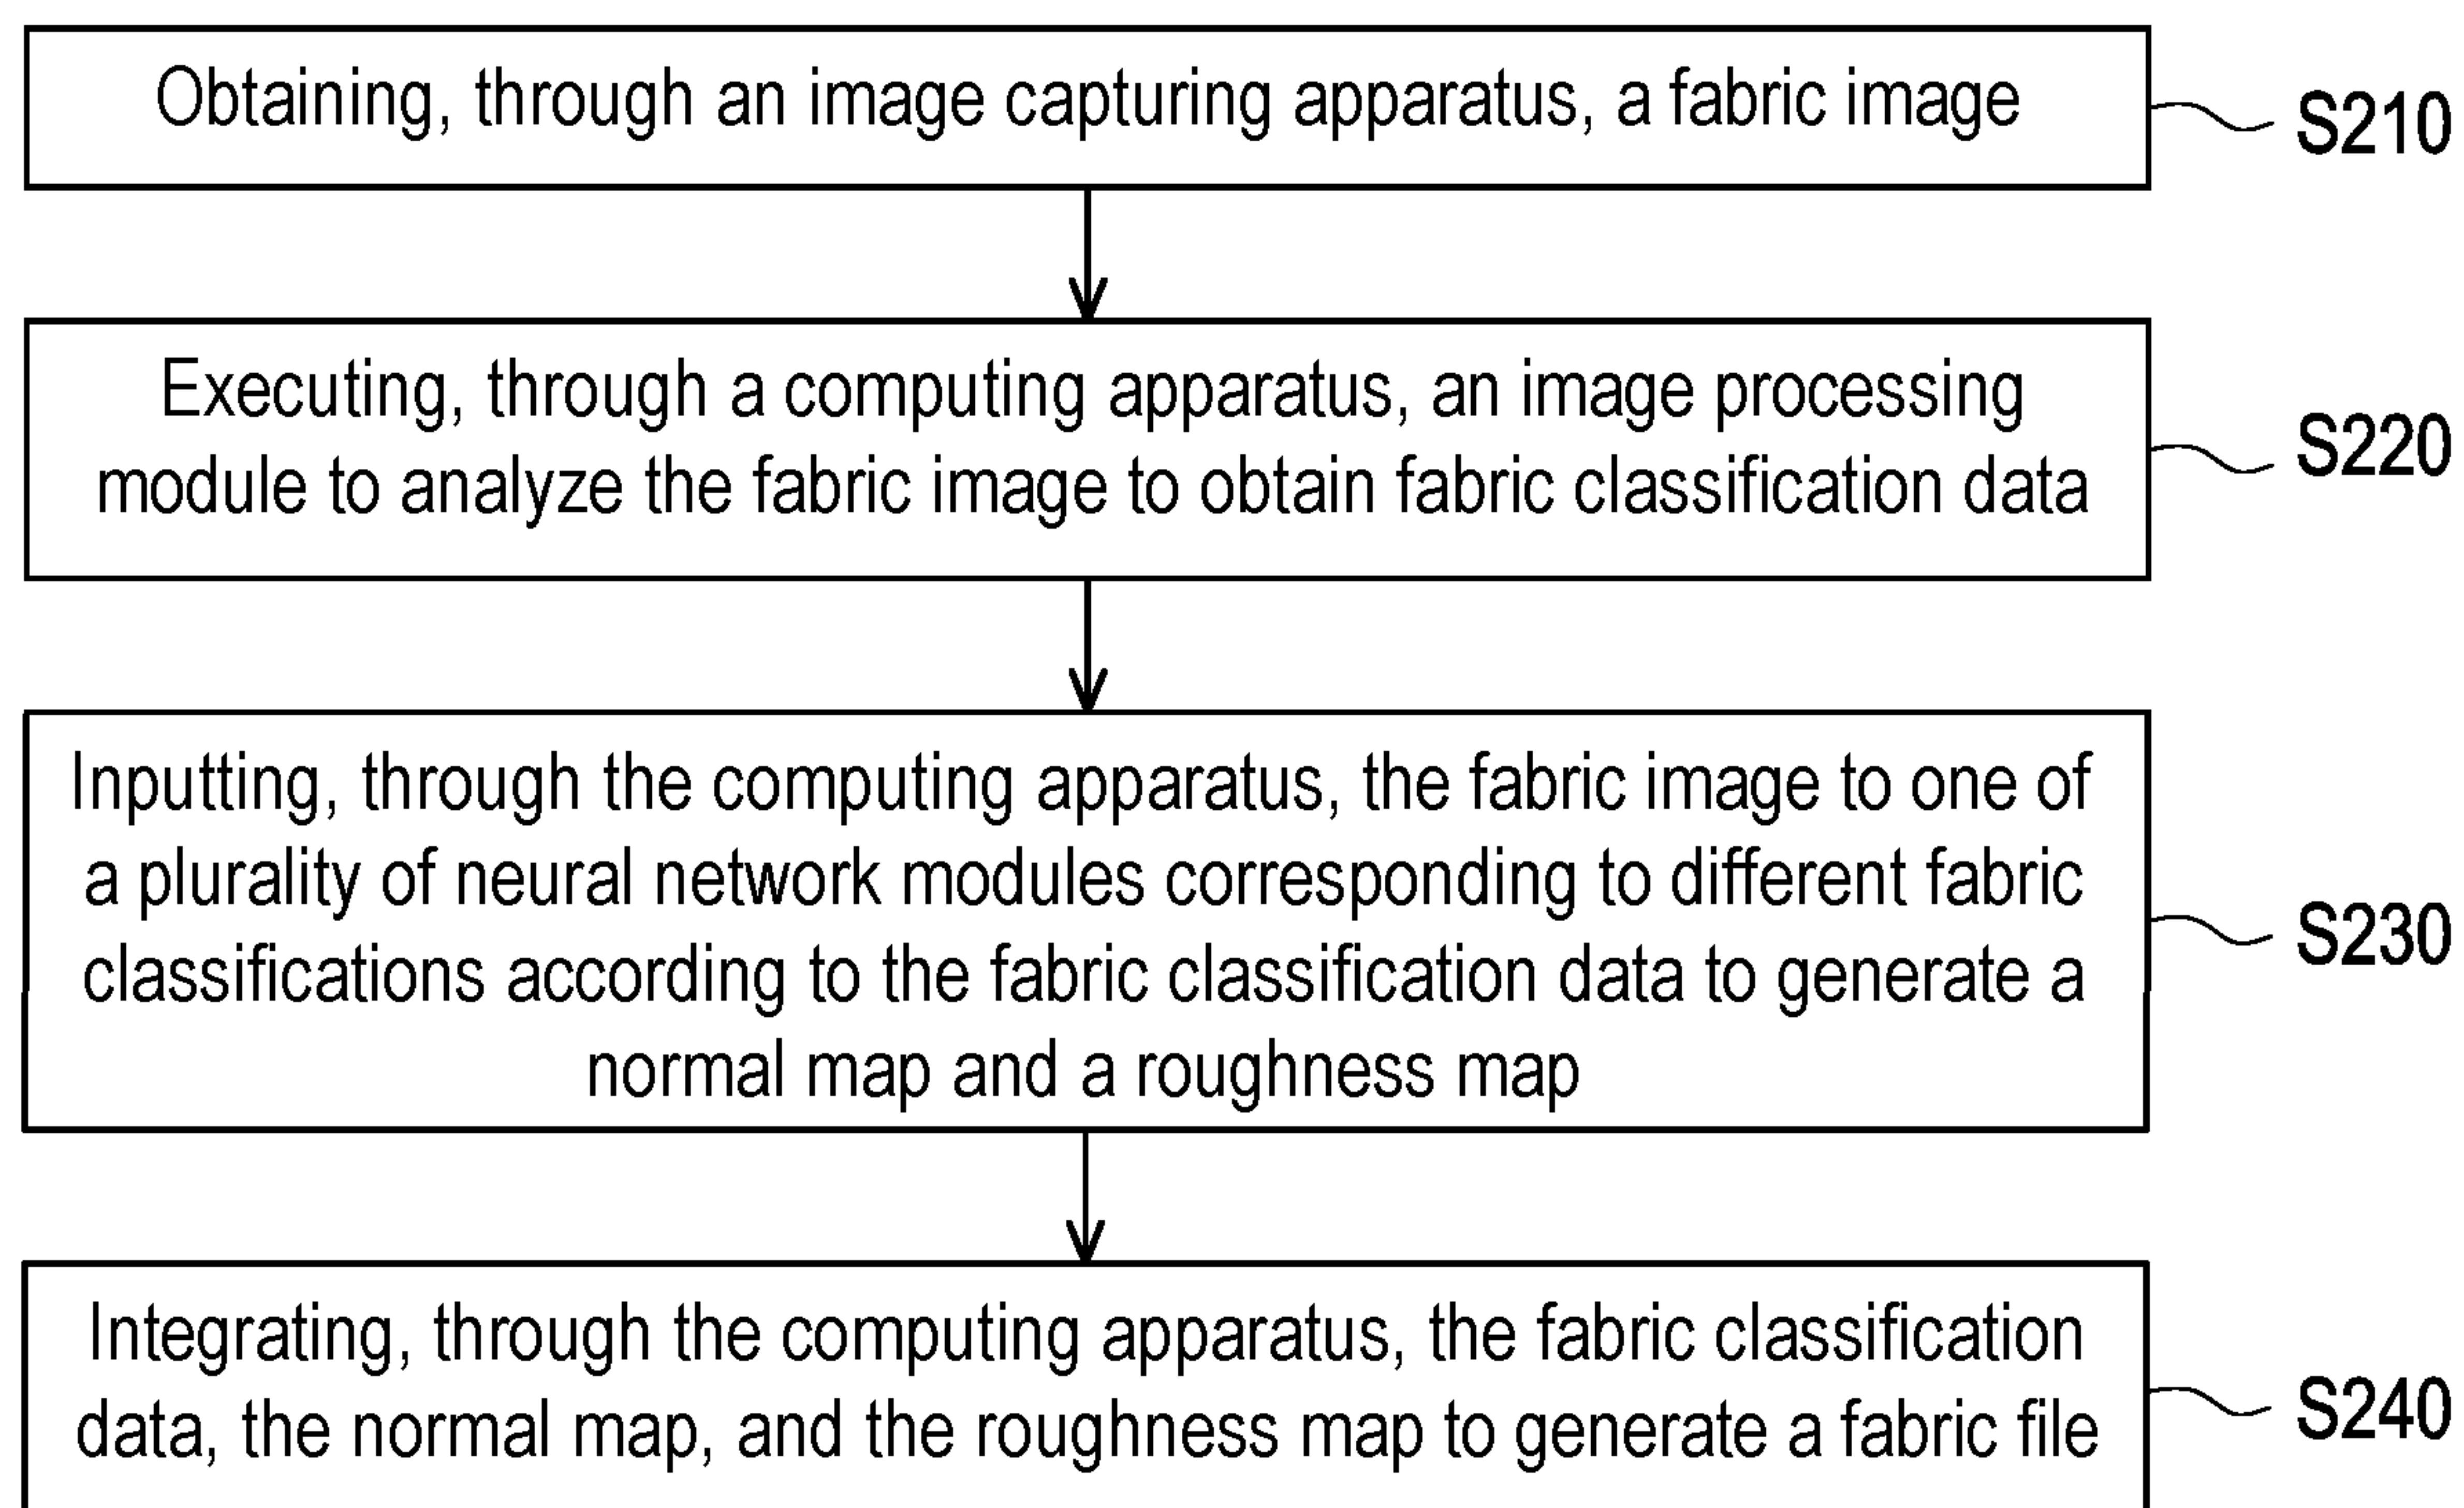 Obtaining, through an image capturing apparatus, a fabric image
S210
Executing, through a computing apparatus, an image processing
module to analyze the fabric image to obtain fabric classification data
S220
Inputting, through the computing apparatus, the fabric image to one of
a plurality of neural network modules corresponding to different fabric
classifications according to the fabric classification data to generate a
normal map and a roughness map
S230
Integrating, through the computing apparatus, the fabric classification
data, the normal map, and the roughness map to generate a fabric file
S240